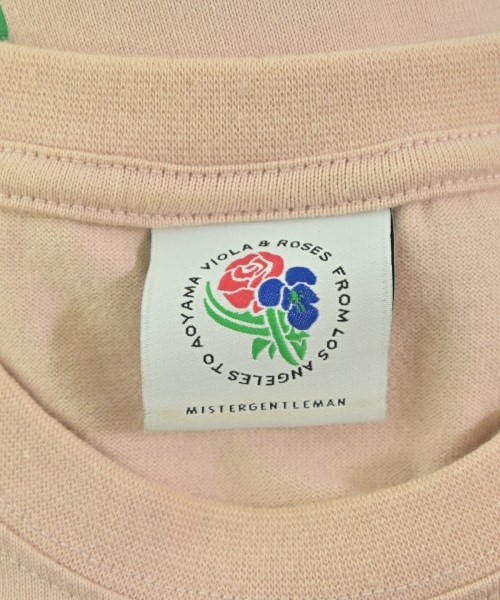 VIOLA & ROSES FROM LOS ANGELES TO AOYAMA
MISTERGENTLEMAN